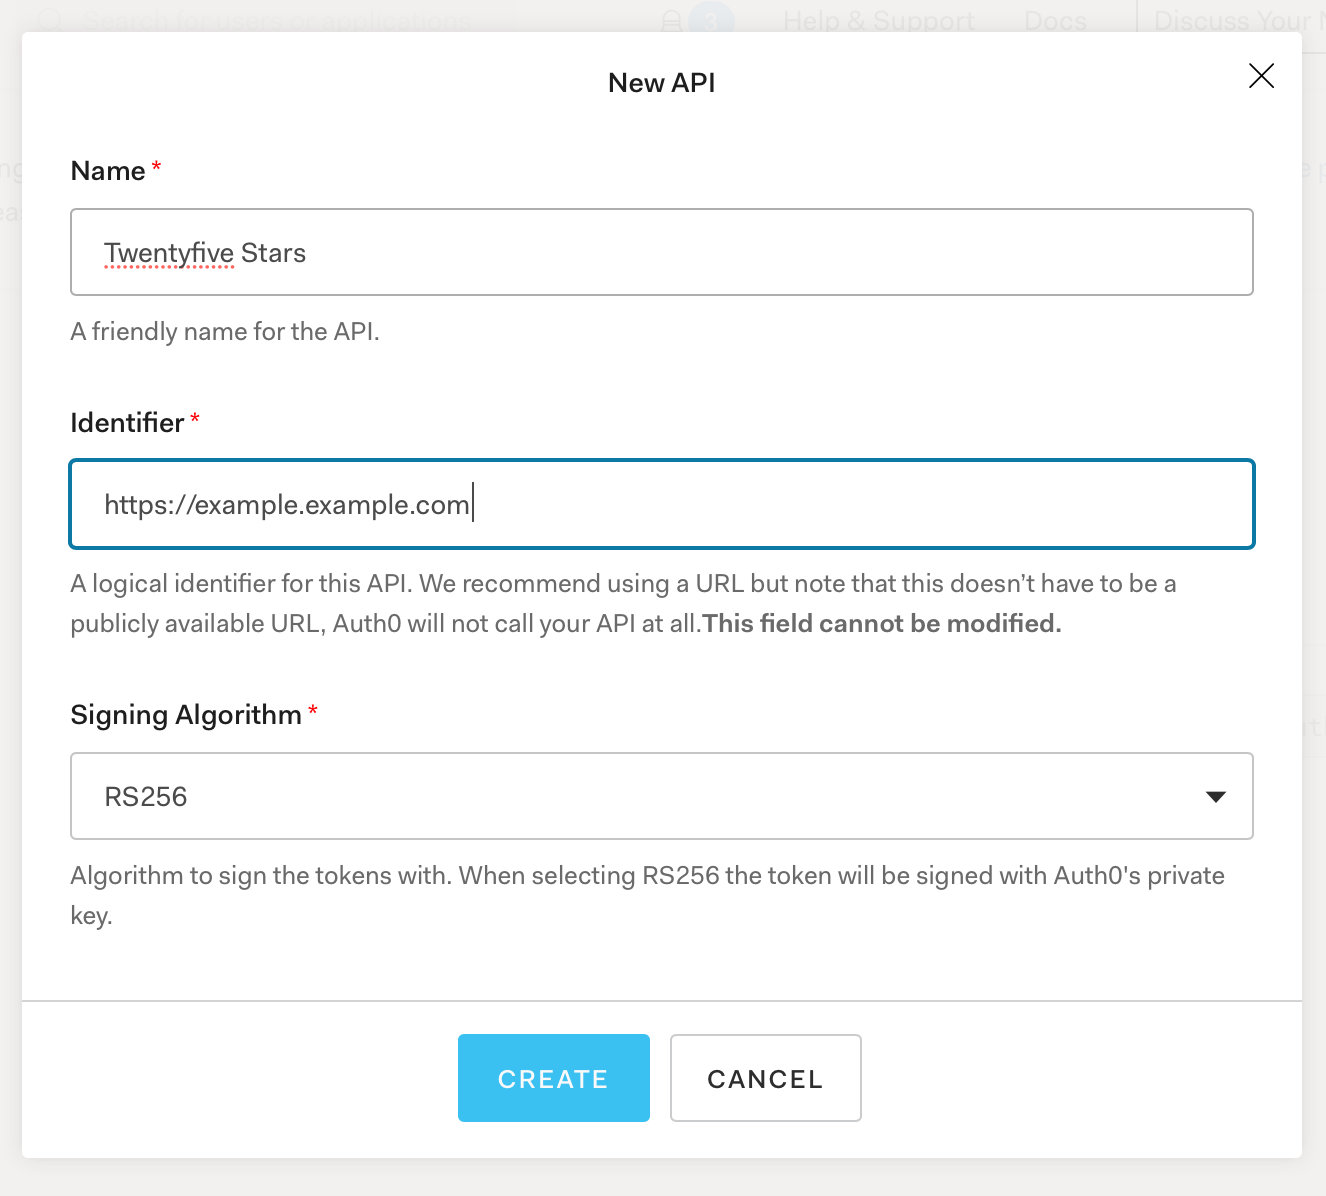 Search for users or applications
3
Help & Support
Docs
Discuss Your
New API
Name *
Twentyfive Stars
A friendly name for the API.
Identifier *
https://example.example.com
A logical identifier for this API. We recommend using a URL but note that this doesn’t have to be a
publicly available URL, Auth0 will not call your API at all.This field cannot be modified.
Signing Algorithm *
RS256
Algorithm to sign the tokens with. When selecting RS256 the token will be signed with Auth0's private
key.
CREATE
CANCEL